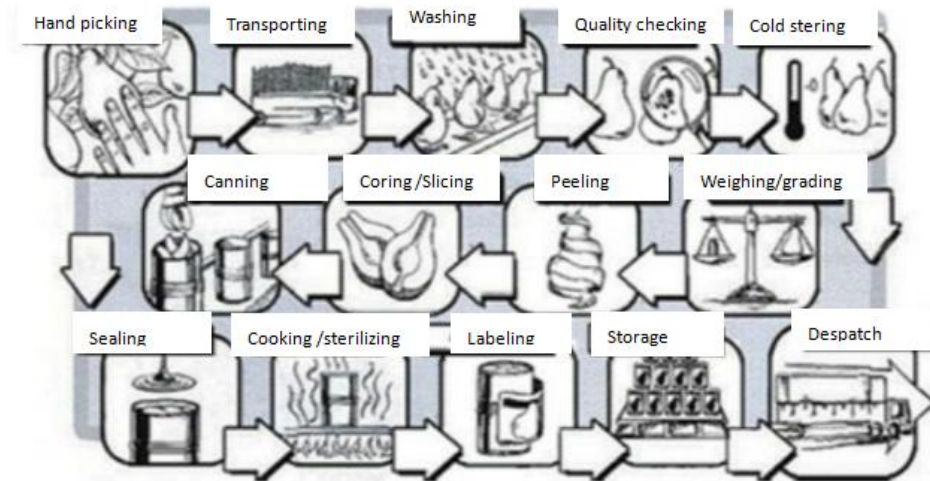 Hand picking
Transporting
Washing
Quality checking
Cold stering
Canning
Coring /Slicing
Peeling
Weighing/grading
Sealing
Cooking /sterilizing
Labeling
Storage
Despatch